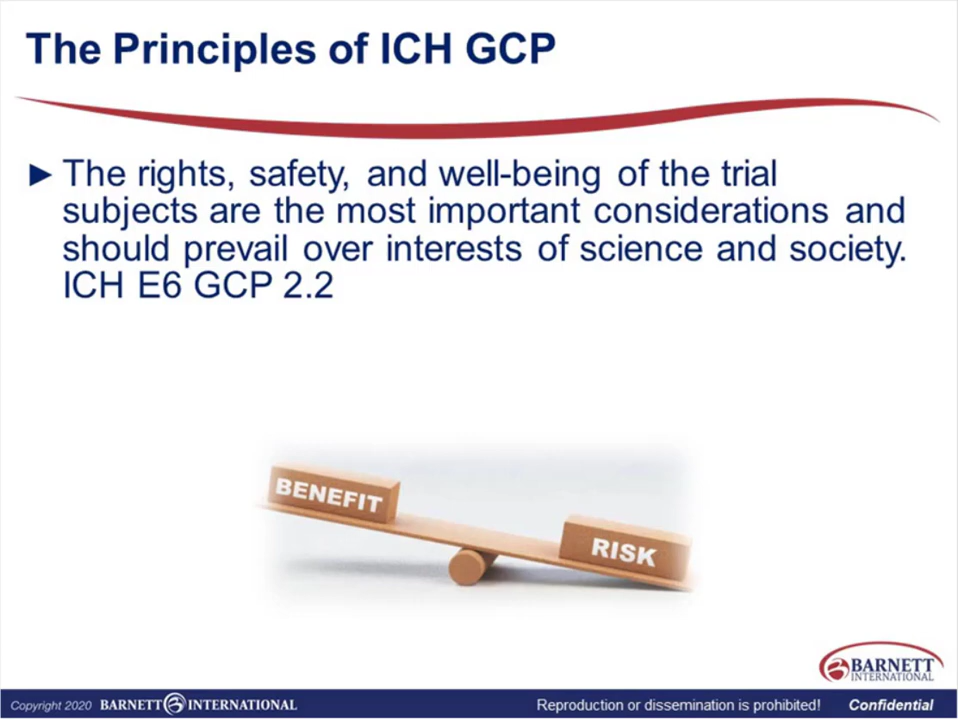 The Principles of ICH GCP
► The rights, safety, and well-being of the trial
subjects are the most important considerations and
should prevail over interests of science and society.
ICH E6 GCP 2.2
BENEFIT
RISK
BARNETT
INTERNATIONAL
Copyright 2020 BARNETT INTERNATIONAL Reproduction or dissemination is prohibited! Confidential